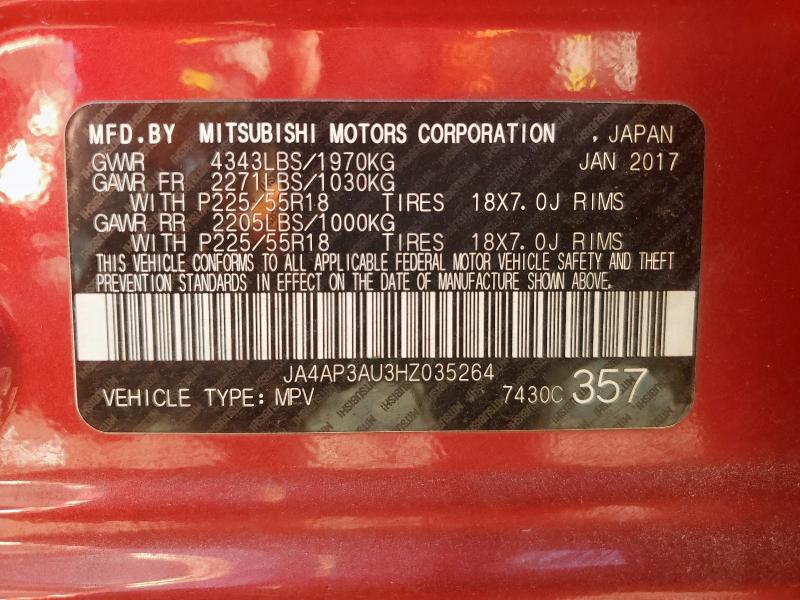 MFD.BY MITSUBISHI MOTORS CORPORATION . JAPAN
GVWR 4343LBS/1970KG JAN 2017
GAWR FR 2271LBS/1030KG
WITH P225/55R18 TIRES 18X7.0J RIMS
GAWR RR 2205LBS/1000KG
WITH P225/55R18 TIRES 18X7.0J RIMS
THIS VEHICLE CONFORMS TO ALL APPLICABLE FEDERAL MOTOR VEHICLE SAFETY AND THEFT
PREVENTION STANDARDS IN EFFECT ON THE DATE OF MANUFACTURE SHOWN ABOVE.
JA4AP3AU3HZ035264
VEHICLE TYPE: MPV 7430C 357